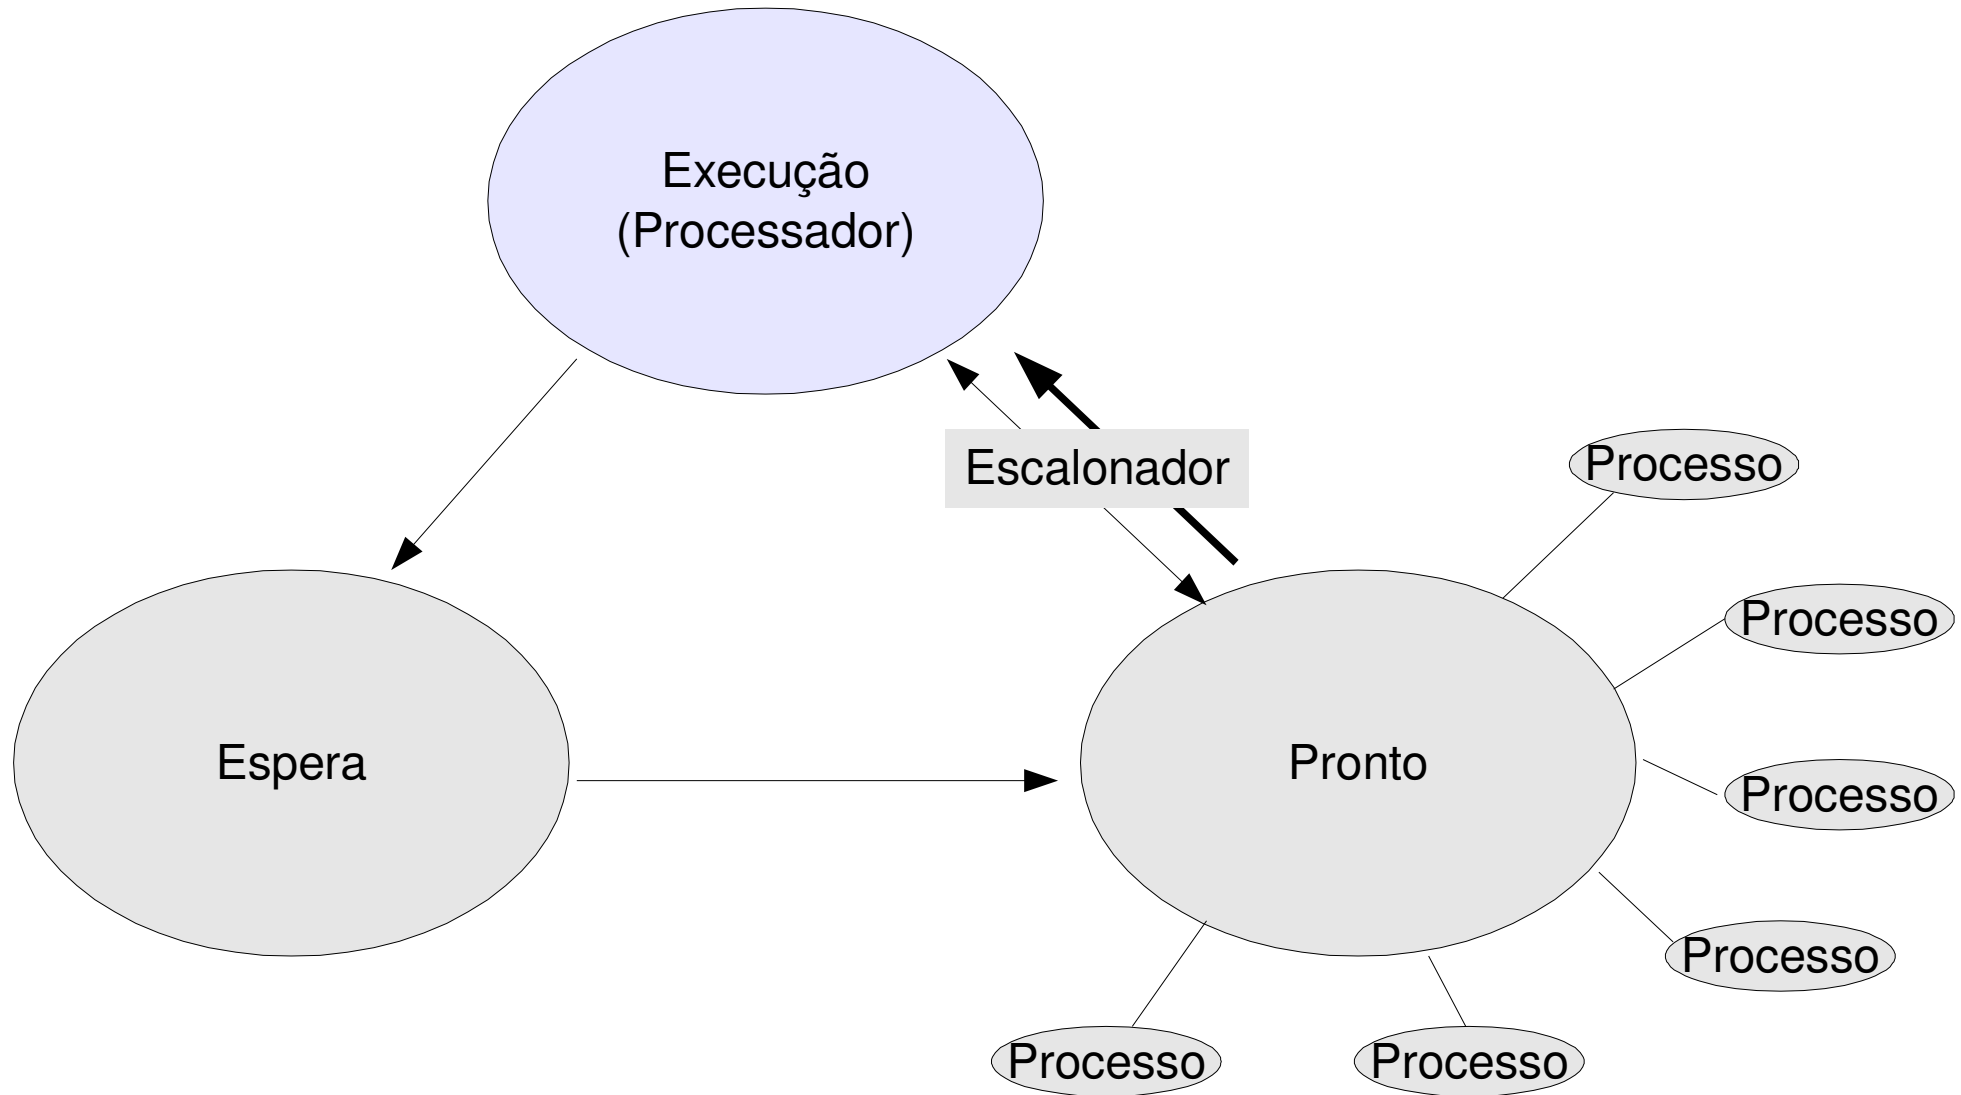 Execução
(Processador)
Escalonador
Processo
Processo
Espera
Pronto
Processo
Processo
Processo
Processo